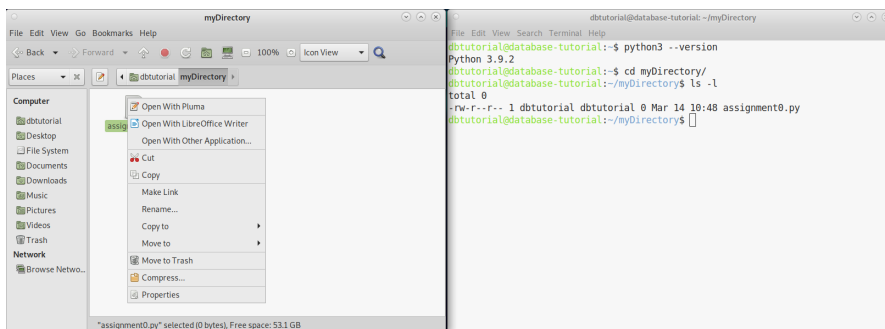 myDirectory
File Edit View Go Bookmarks Help
Back Forward 100% Icon View
Places dbtutorial myDirectory
Computer
dbtutorial
Desktop
File System
Documents
Downloads
Music
Pictures
Videos
Trash
Network
Browse Netwo...
assig
Open With Pluma
Open With LibreOffice Writer
Open With Other Application...
Cut
Copy
Make Link
Rename...
Copy to
Move to
Move to Trash
Compress...
Properties
"assignment0.py" selected (0 bytes), Free space: 53.1 GB
dbtutorial@database-tutorial: ~/myDirectory
File Edit View Search Terminal Help
dbtutorial@database-tutorial:~$ python3 --version
Python 3.9.2
dbtutorial@database-tutorial:~$ cd myDirectory/
dbtutorial@database-tutorial:~/myDirectory$ ls -l
total 0
-rw-r--r-- 1 dbtutorial dbtutorial 0 Mar 14 10:48 assignment0.py
dbtutorial@database-tutorial:~/myDirectory$